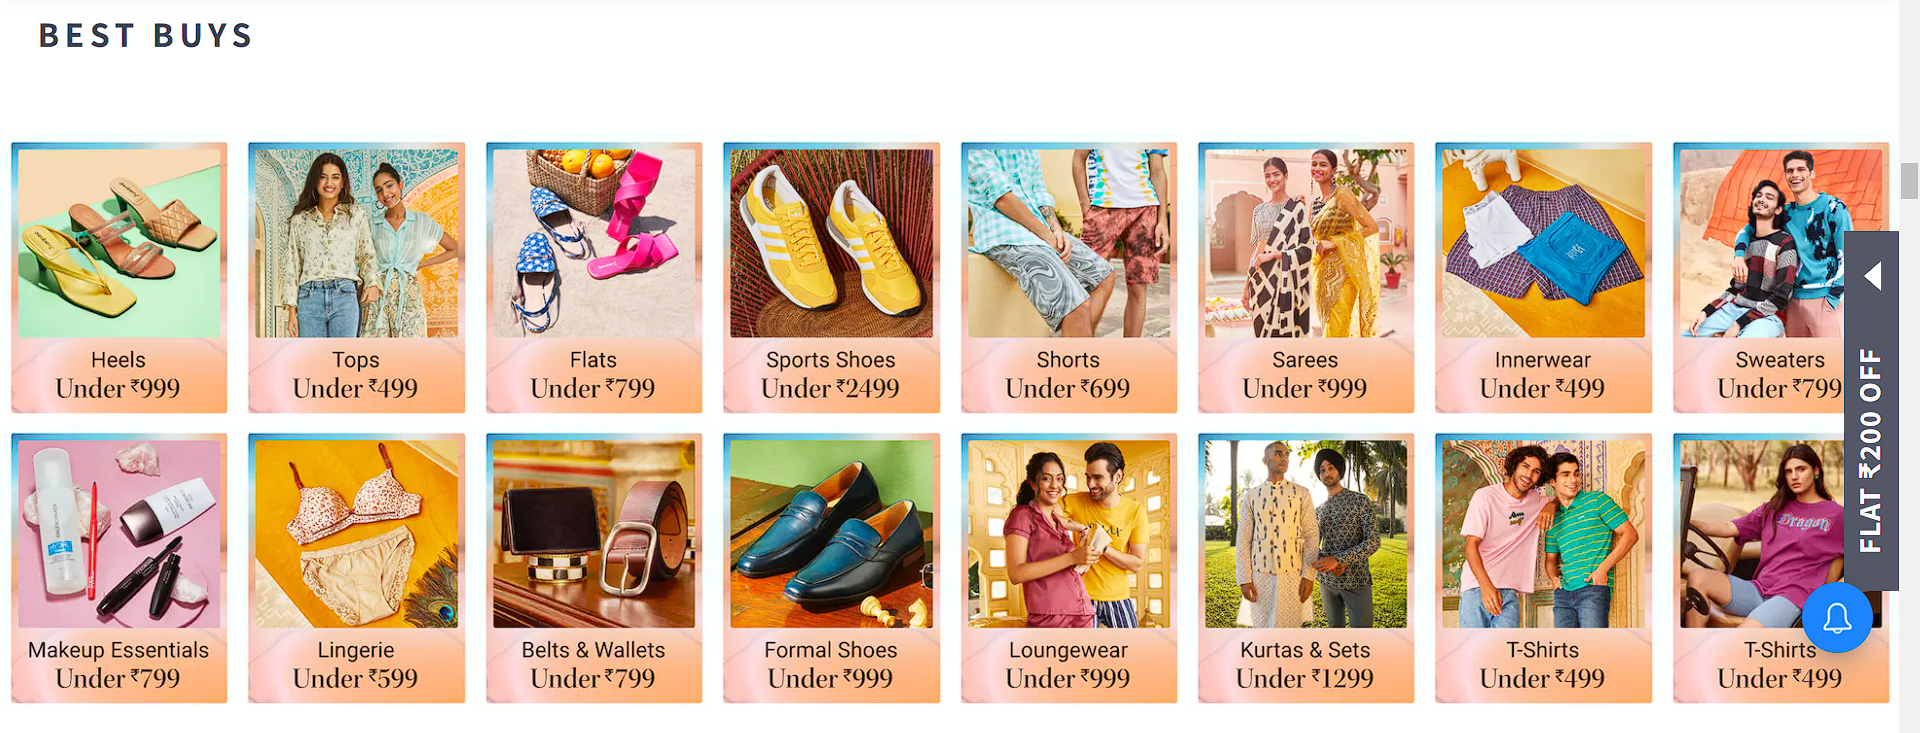 BEST BUYS
Heels
Under ₹999
Tops
Under ₹499
Flats
Under ₹799
Sports Shoes
Under ₹2499
Shorts
Under ₹699
Sarees
Under ₹999
Innerwear
Under ₹499
Sweaters
Under ₹799
FLAT ₹200 OFF
Makeup Essentials
Under ₹799
Lingerie
Under ₹599
Belts & Wallets
Under ₹799
Formal Shoes
Under ₹999
Loungewear
Under ₹999
Kurtas & Sets
Under ₹1299
T-Shirts
Under ₹499
Dragon
T-Shirts
Under ₹499